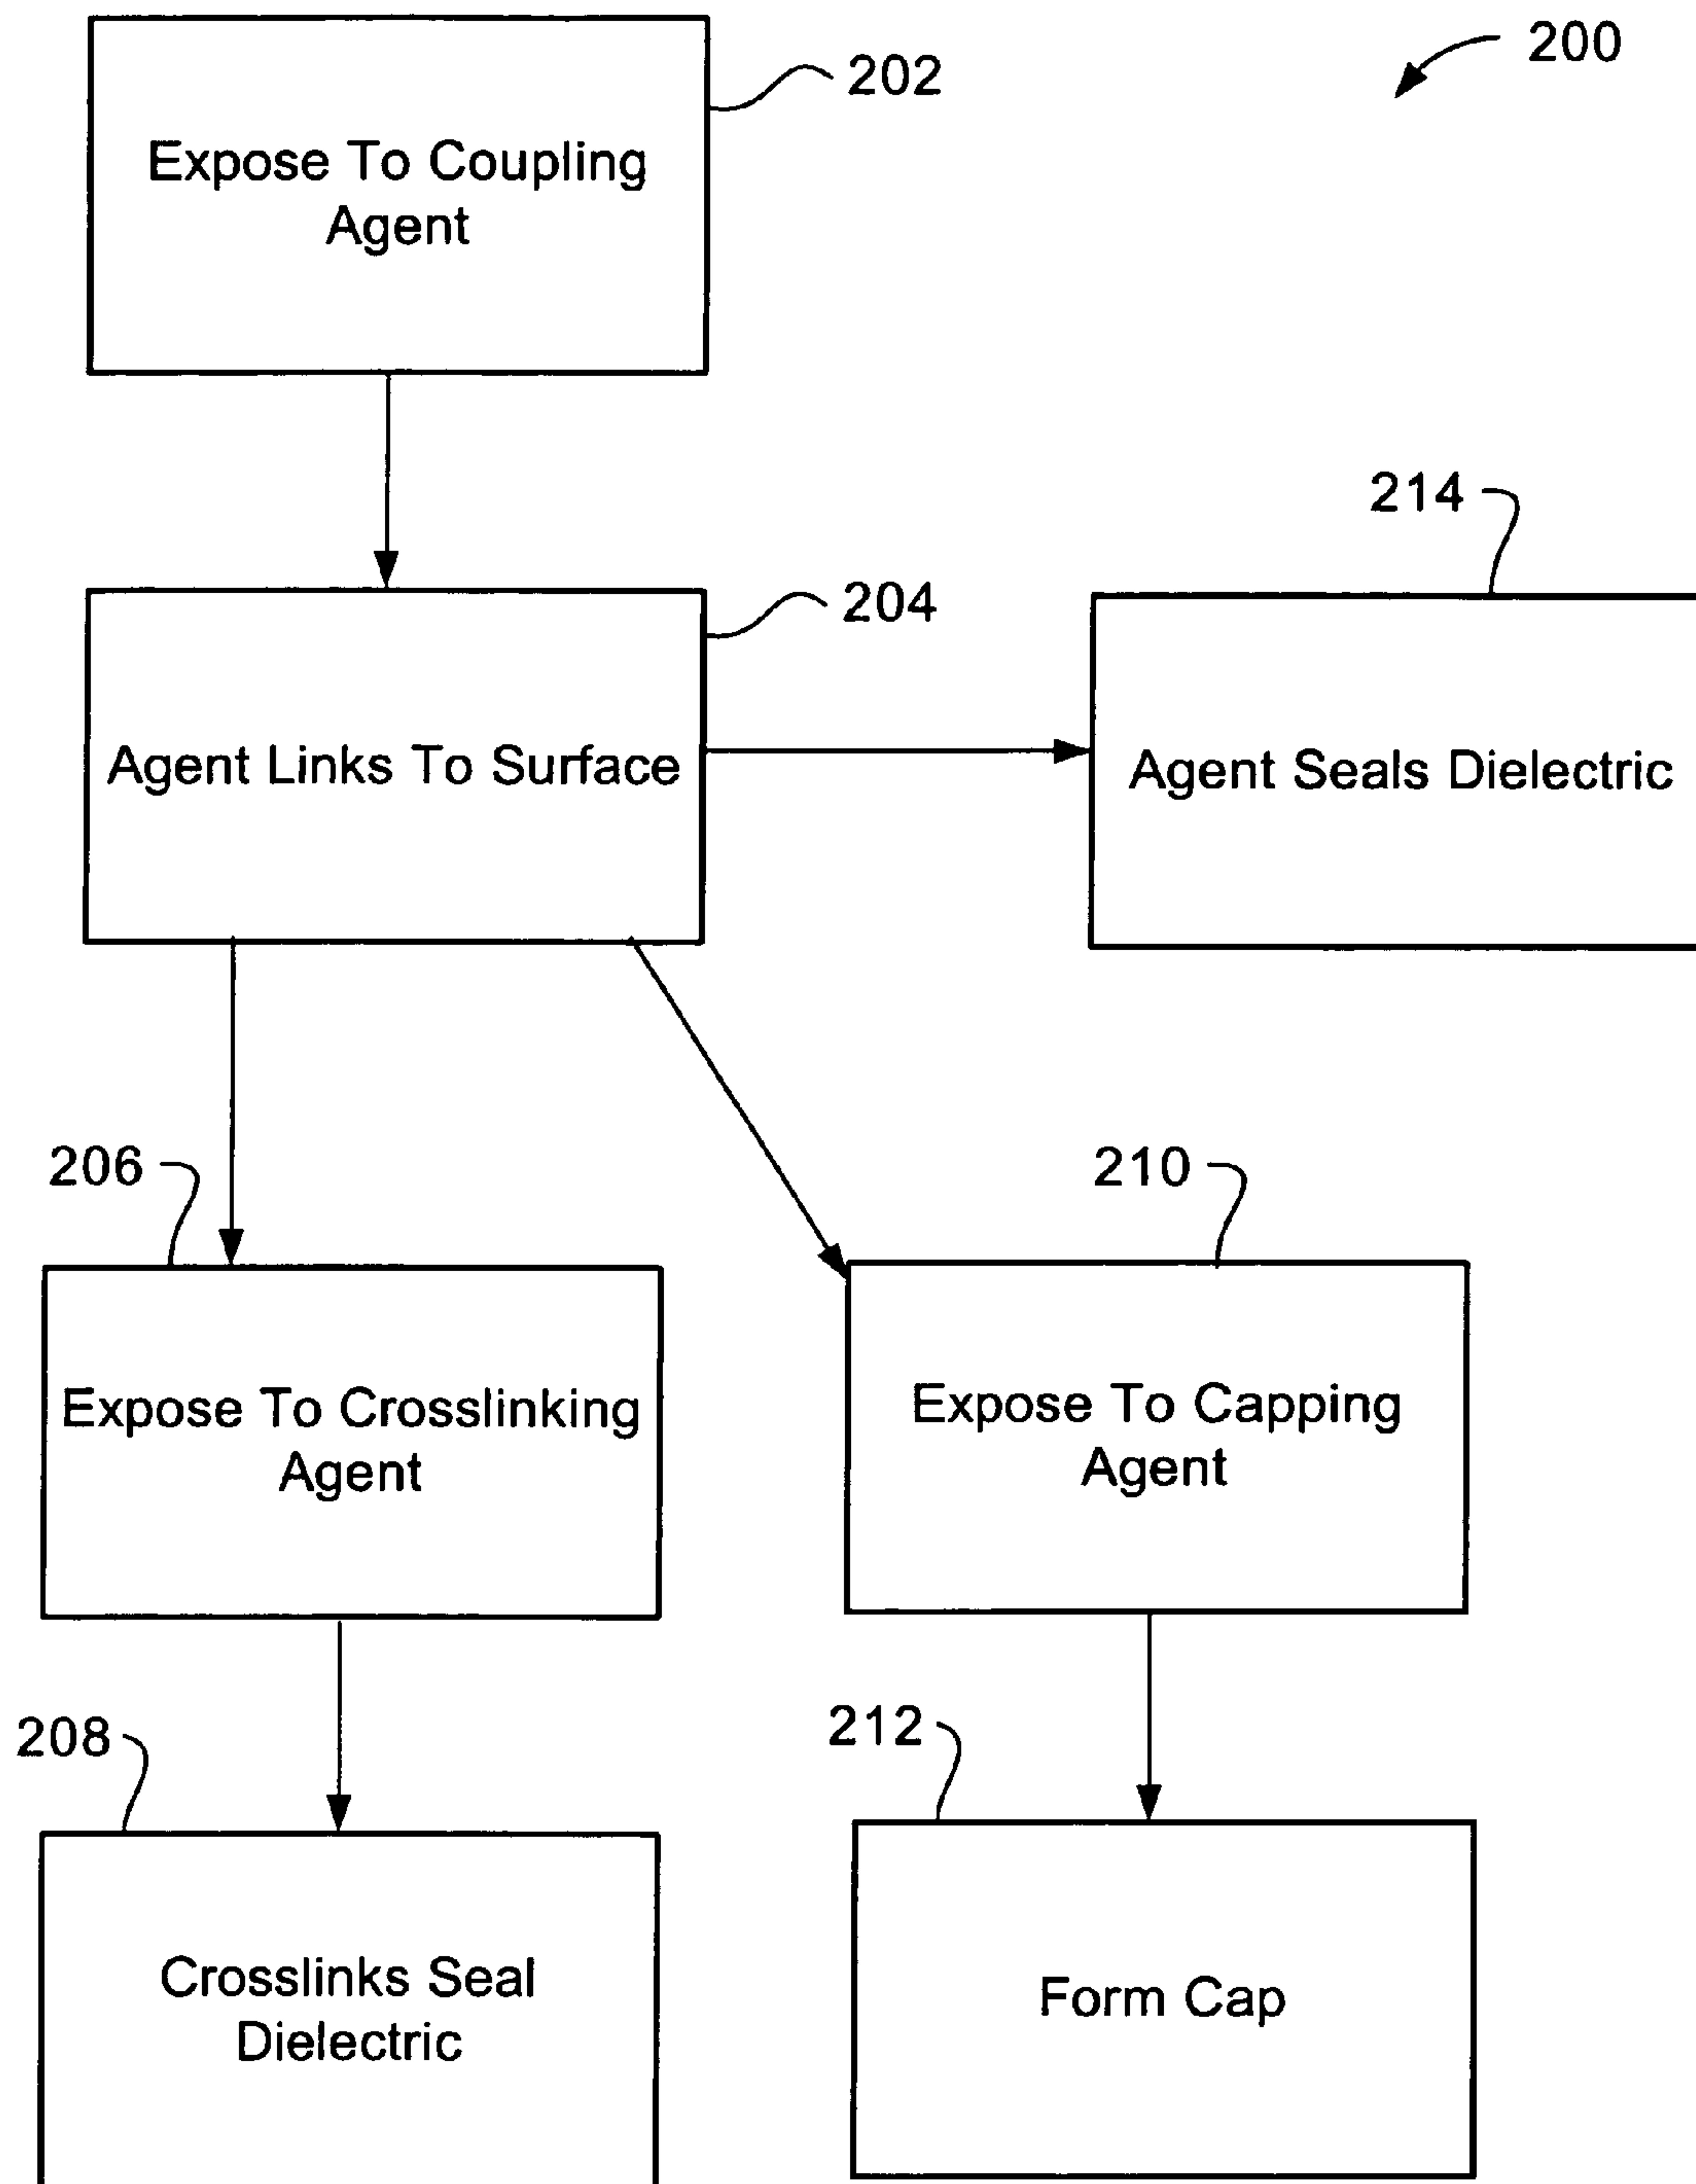 200
202
Expose To Coupling
Agent
204
214
Agent Links To Surface
Agent Seals Dielectric
206
210
Expose To Crosslinking
Agent
Expose To Capping
Agent
208
212
Crosslinks Seal
Dielectric
Form Cap